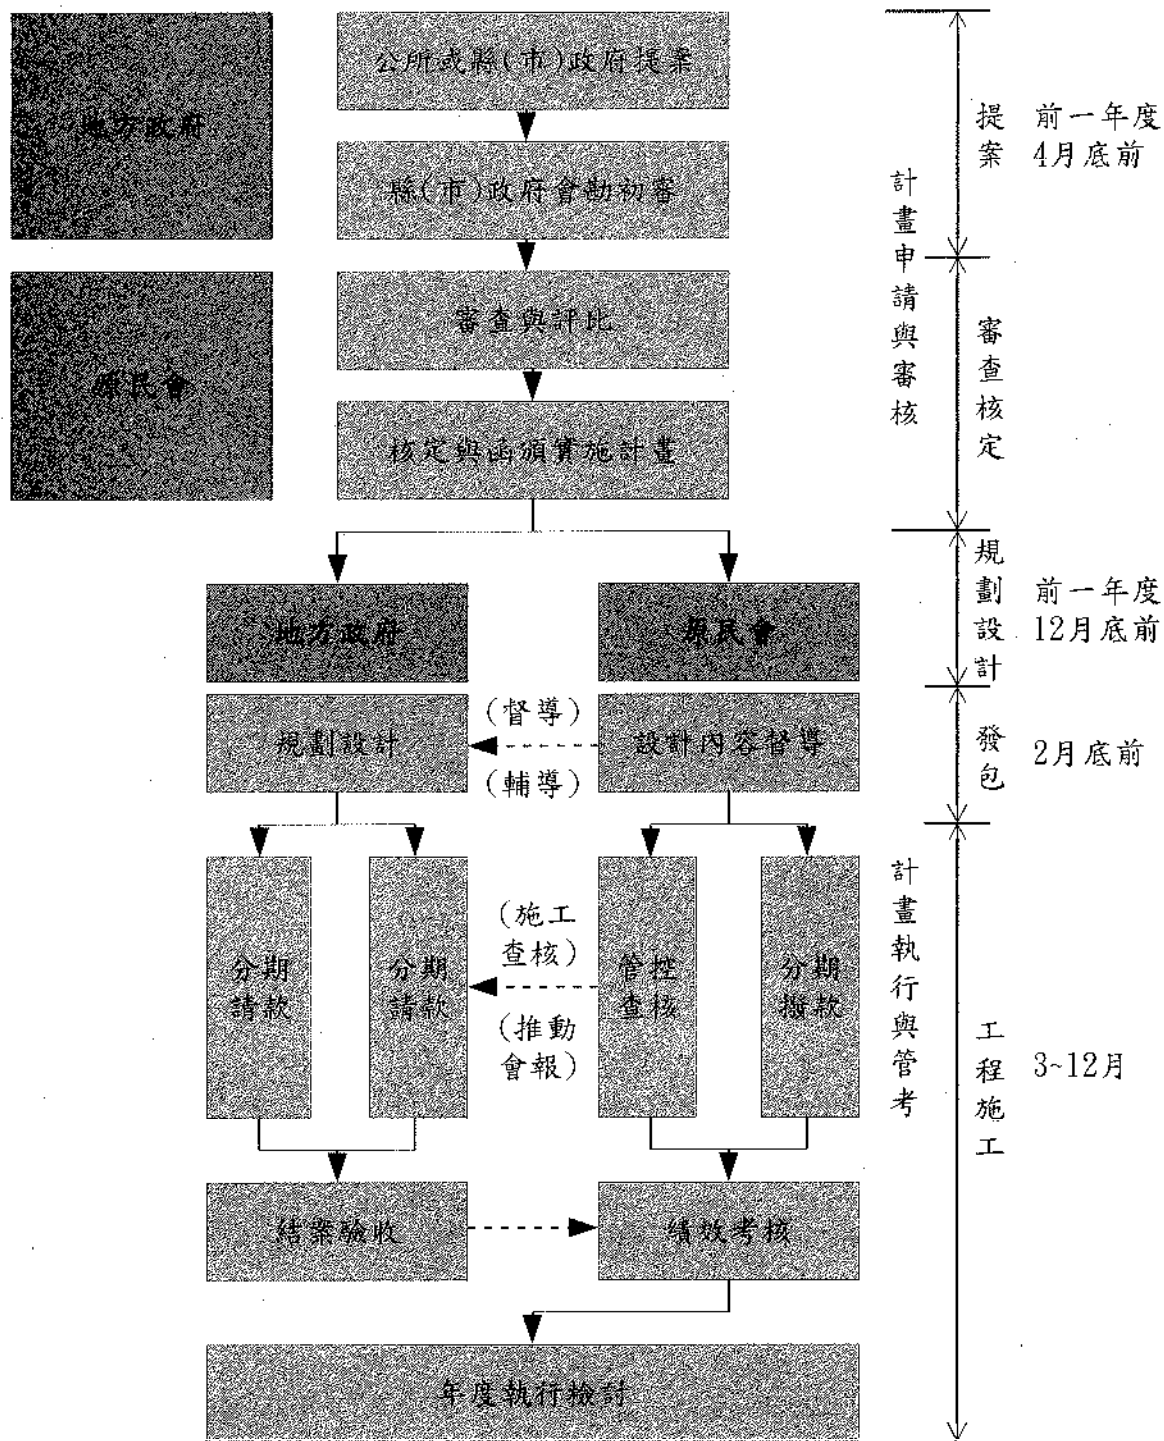 公所或縣(市)政府提案
地方政府
縣(市)政府會勘初審
審查與評比
原民會
核定與函頒實施計畫
計畫申請與審核
提案
前一年度
4月底前
審查核定
地方政府
原民會
規劃設計
前一年度
12月底前
規劃設計
(督導)
(輔導)
設計內容督導
發包
2月底前
分期
請款
分期
請款
(施工
查核)
(推動
會報)
管控
查核
分期
撥款
計畫執行與管考
工程施工
3~12月
結案驗收
績效考核
年度執行檢討